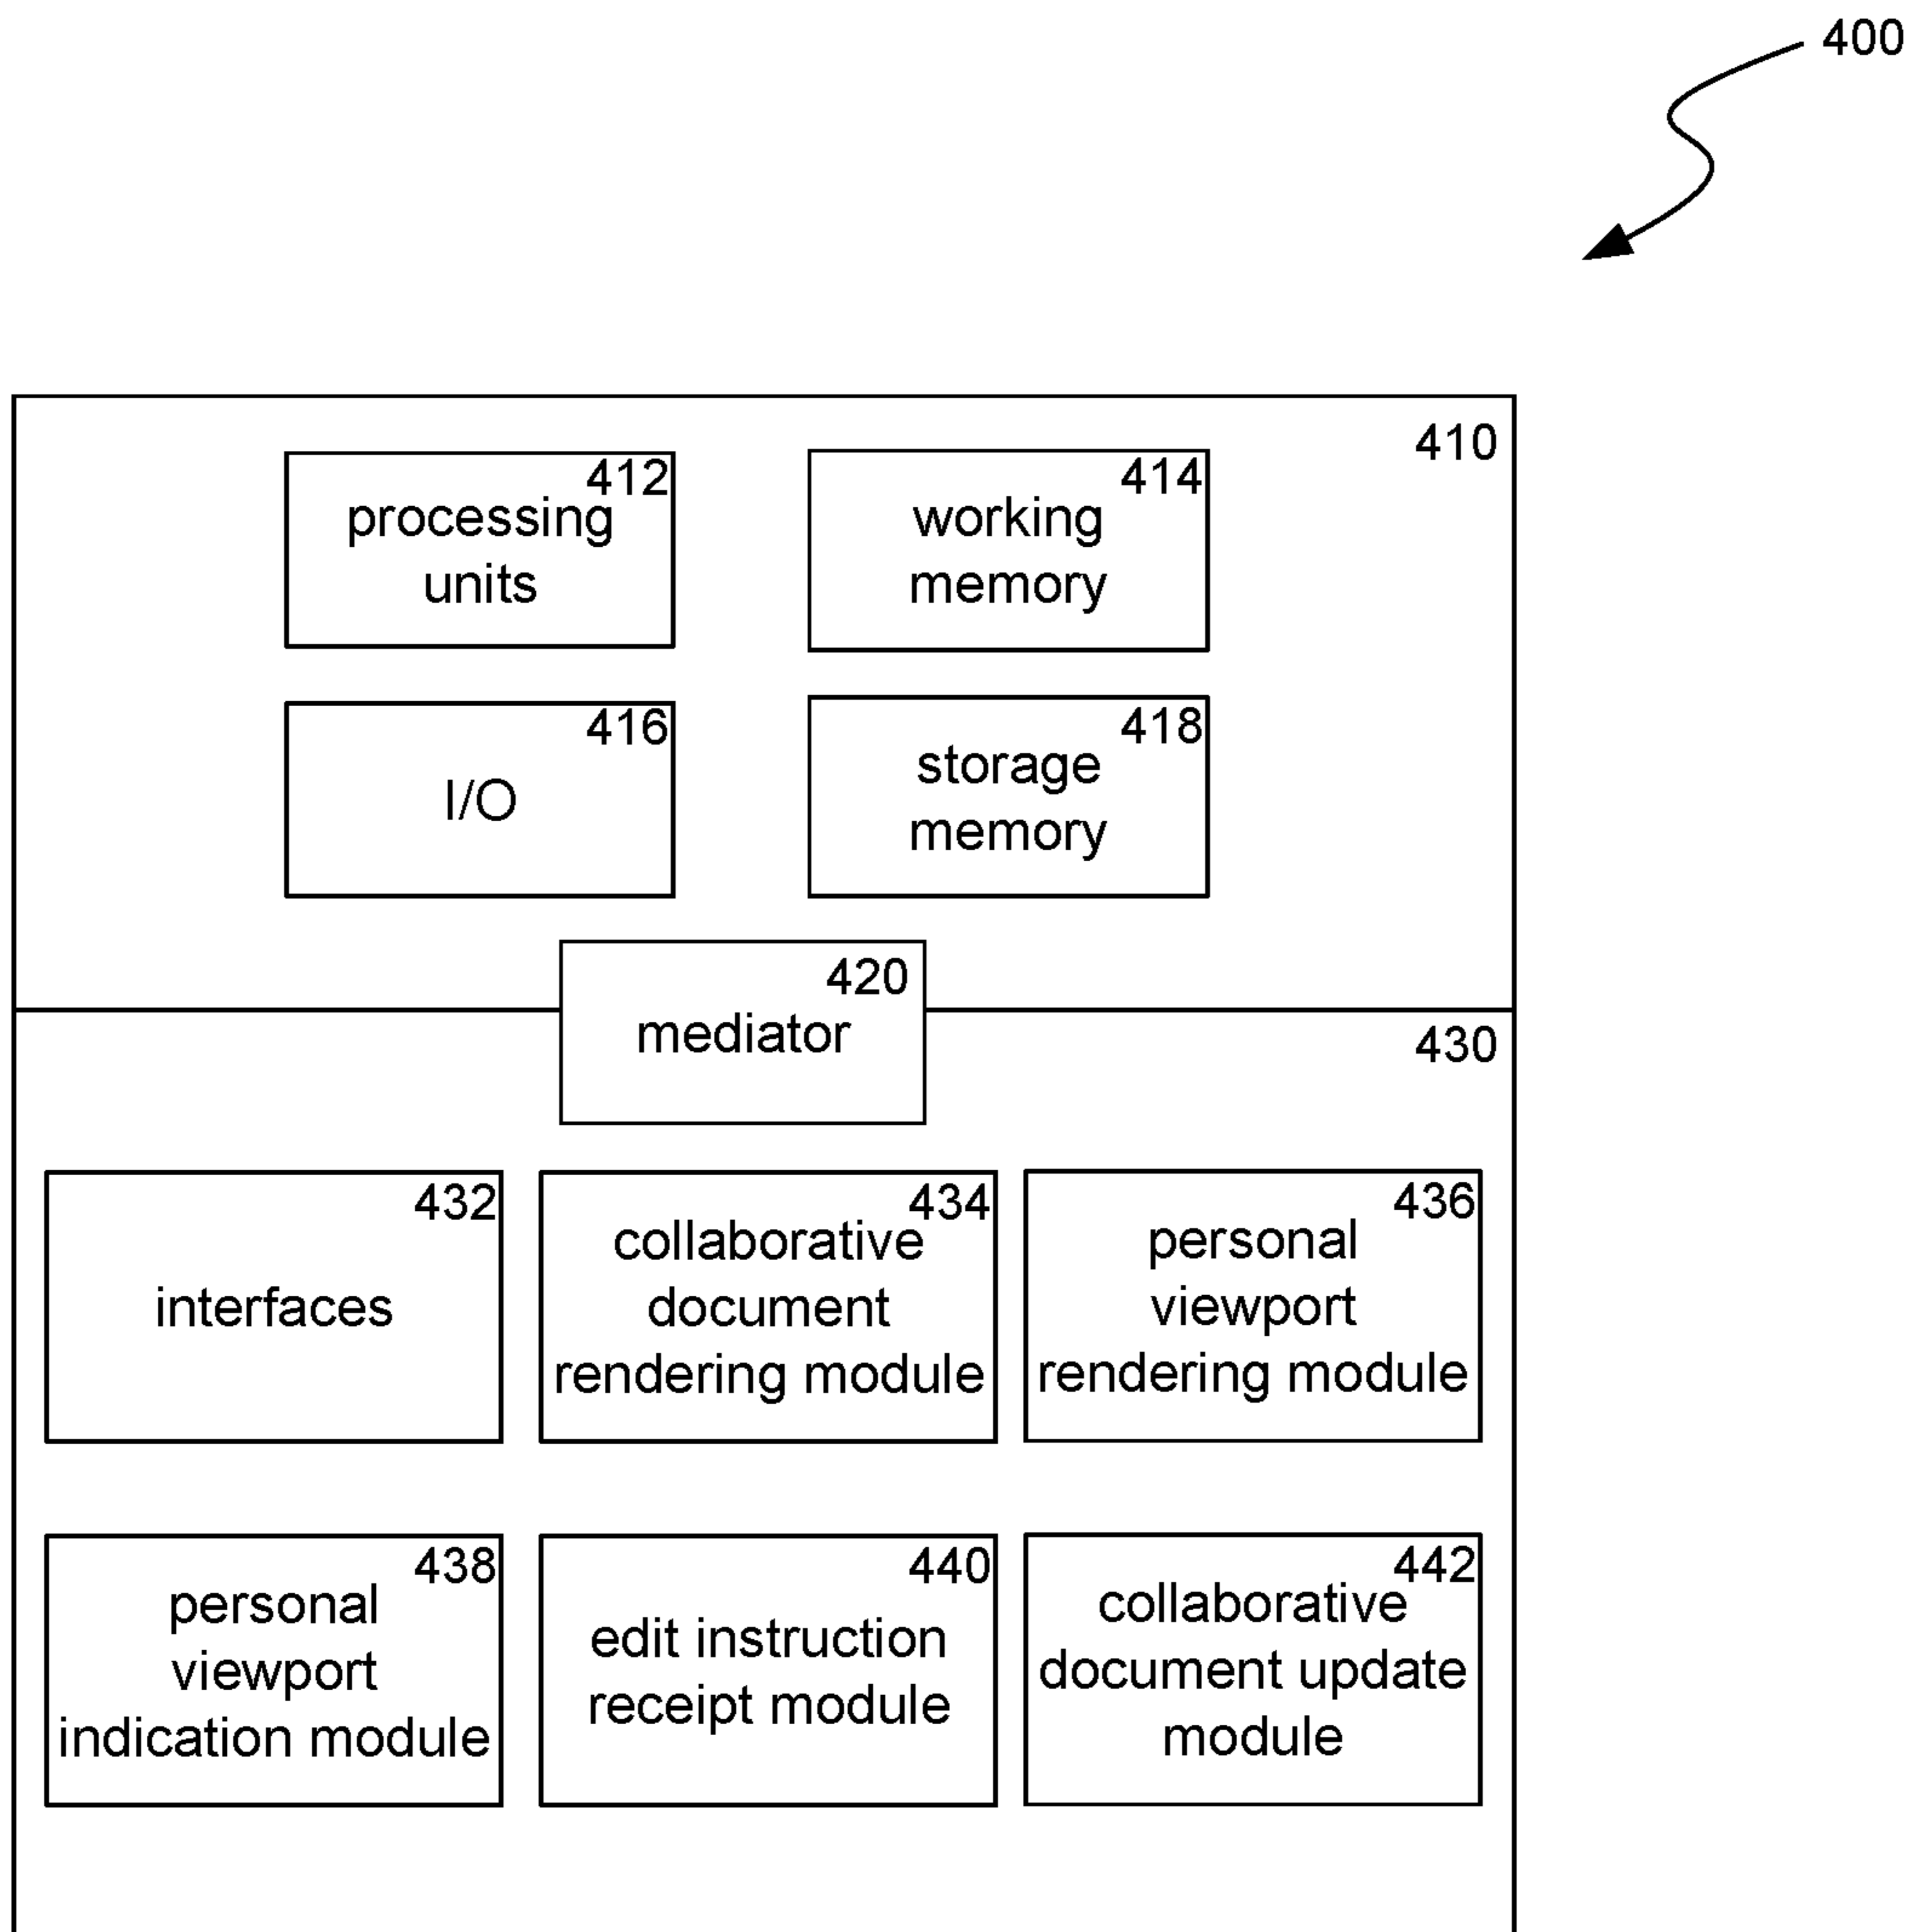 400
410
412
processing
units
414
working
memory
416
I/O
418
storage
memory
420
mediator
430
432
interfaces
434
collaborative
document
rendering module
436
personal
viewport
rendering module
438
personal
viewport
indication module
440
edit instruction
receipt module
442
collaborative
document update
module